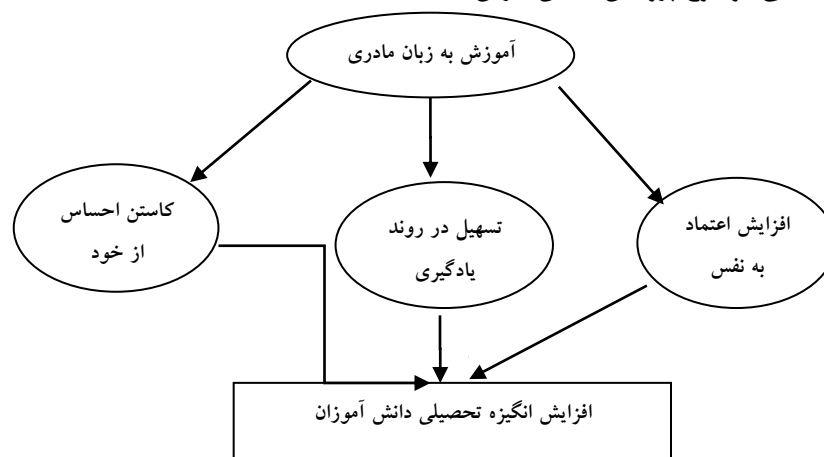 آموزش به زبان مادری
افزایش اعتماد
به نفس
تسهیل در روند
یادگیری
کاستن احساس
از خود
افزایش انگیزه تحصیلی دانش آموزان